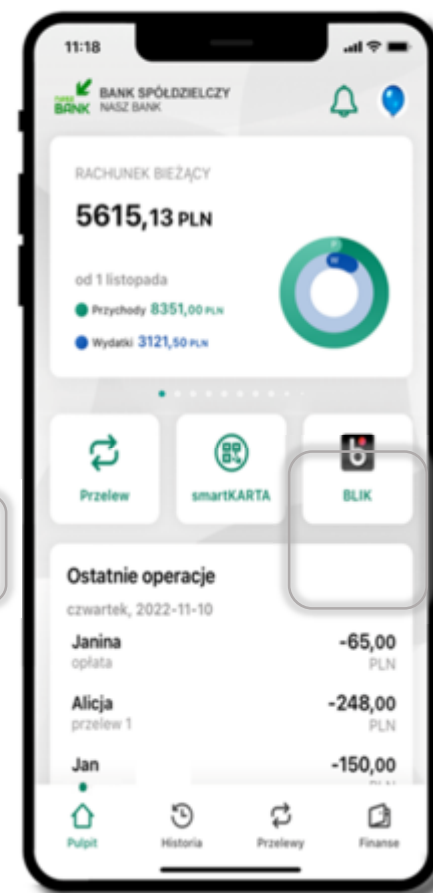 11:18
BANK SPÓŁDZIELCZY
BANK NASZ BANK
RACHUNEK BIEŻĄCY
5615,13 PLN
od 1 listopada
Przychody 8351,00 PLN
Wydatki 3121,50 PLN
Przelew
smartKARTA
BLIK
Ostatnie operacje
czwartek, 2022-11-10
Janina -65,00
opłata PLN
Alicja -248,00
przelew 1 PLN
Jan -150,00
Pulpit Historia Przelewy Finanse